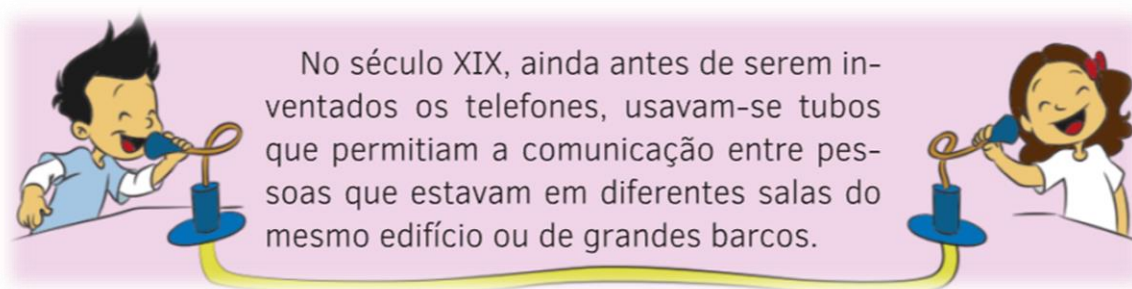 No século XIX, ainda antes de serem in-
ventados os telefones, usavam-se tubos
que permitiam a comunicação entre pes-
soas que estavam em diferentes salas do
mesmo edifício ou de grandes barcos.